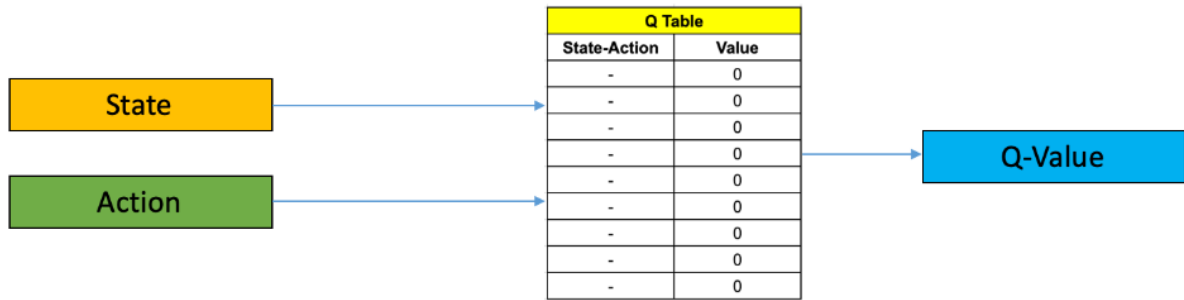 Q Table
State-Action Value
- 0
- 0
- 0
- 0
- 0
- 0
- 0
- 0
- 0
State
Action
Q-Value